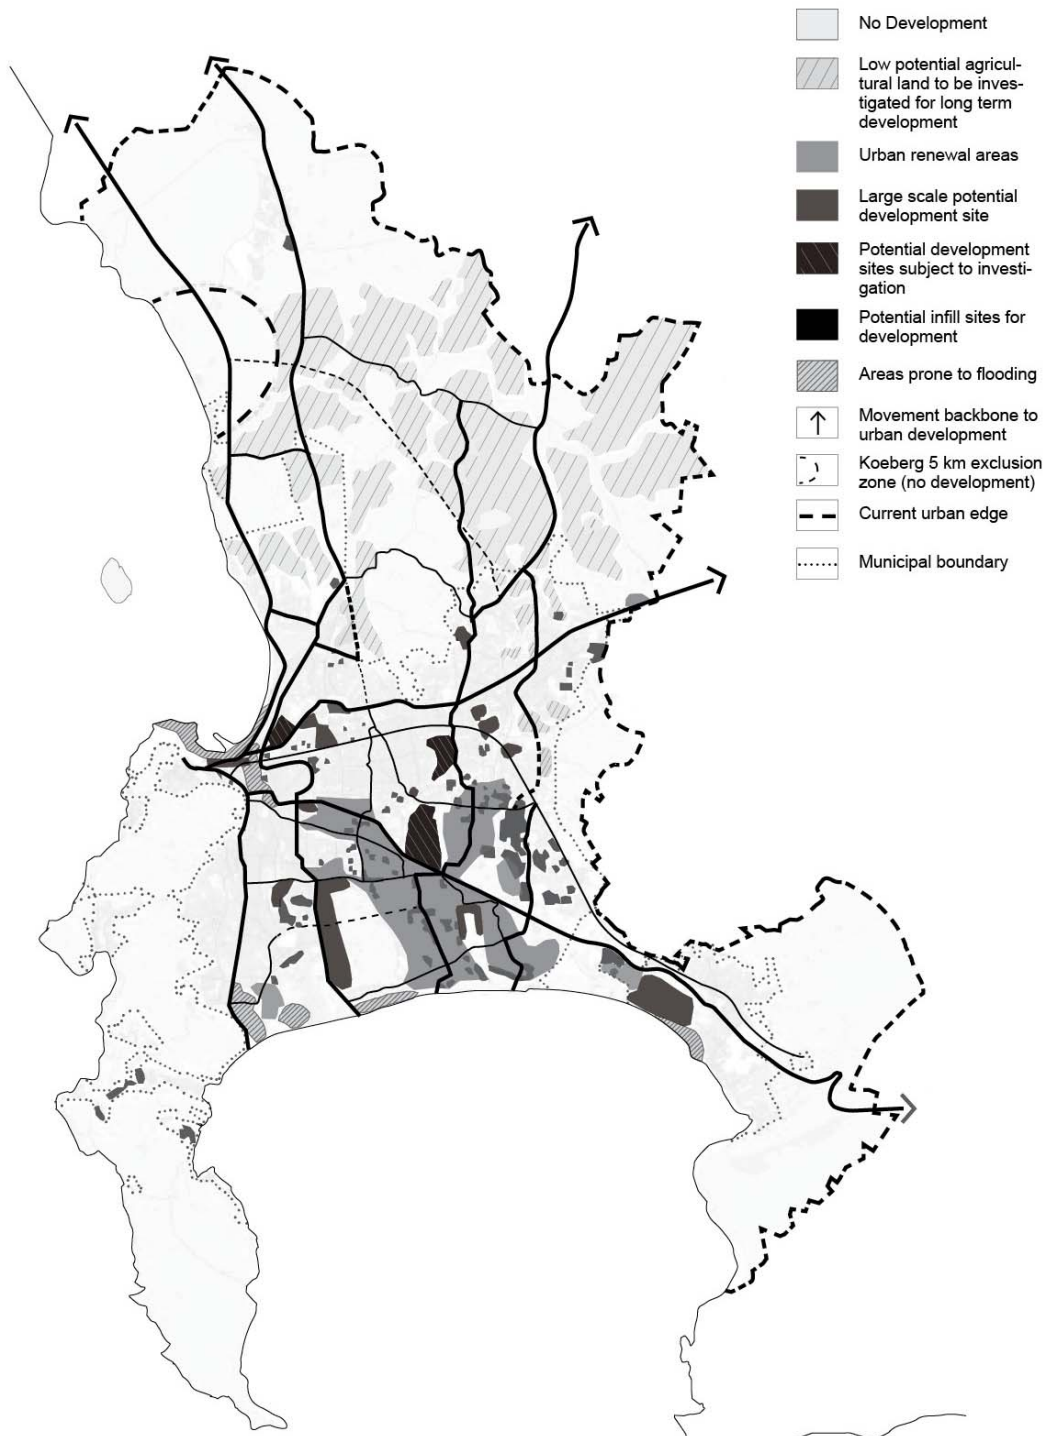 No Development
Low potential agricul-
tural land to be inves-
tigated for long term
development
Urban renewal areas
Large scale potential
development site
Potential development
sites subject to investi-
gation
Potential infill sites for
development
Areas prone to flooding
Movement backbone to
urban development
Koeberg 5 km exclusion
zone (no development)
Current urban edge
Municipal boundary